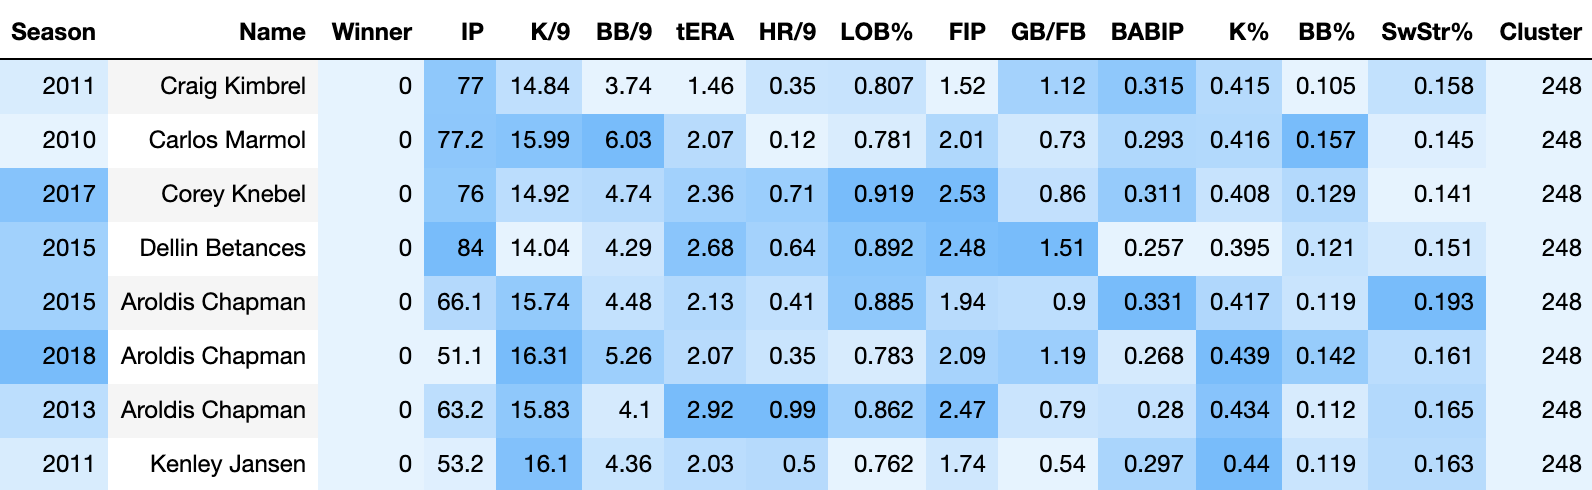 Season Name Winner IP K/9 BB/9 tERA HR/9 LOB% FIP GB/FB BABIP K% BB% SwStr% Cluster
2011 Craig Kimbrel 0 77 14.84 3.74 1.46 0.35 0.807 1.52 1.12 0.315 0.415 0.105 0.158 248
2010 Carlos Marmol 0 77.2 15.99 6.03 2.07 0.12 0.781 2.01 0.73 0.293 0.416 0.157 0.145 248
2017 Corey Knebel 0 76 14.92 4.74 2.36 0.71 0.919 2.53 0.86 0.311 0.408 0.129 0.141 248
2015 Dellin Betances 0 84 14.04 4.29 2.68 0.64 0.892 2.48 1.51 0.257 0.395 0.121 0.151 248
2015 Aroldis Chapman 0 66.1 15.74 4.48 2.13 0.41 0.885 1.94 0.9 0.331 0.417 0.119 0.193 248
2018 Aroldis Chapman 0 51.1 16.31 5.26 2.07 0.35 0.783 2.09 1.19 0.268 0.439 0.142 0.161 248
2013 Aroldis Chapman 0 63.2 15.83 4.1 2.92 0.99 0.862 2.47 0.79 0.28 0.434 0.112 0.165 248
2011 Kenley Jansen 0 53.2 16.1 4.36 2.03 0.5 0.762 1.74 0.54 0.297 0.44 0.119 0.163 248